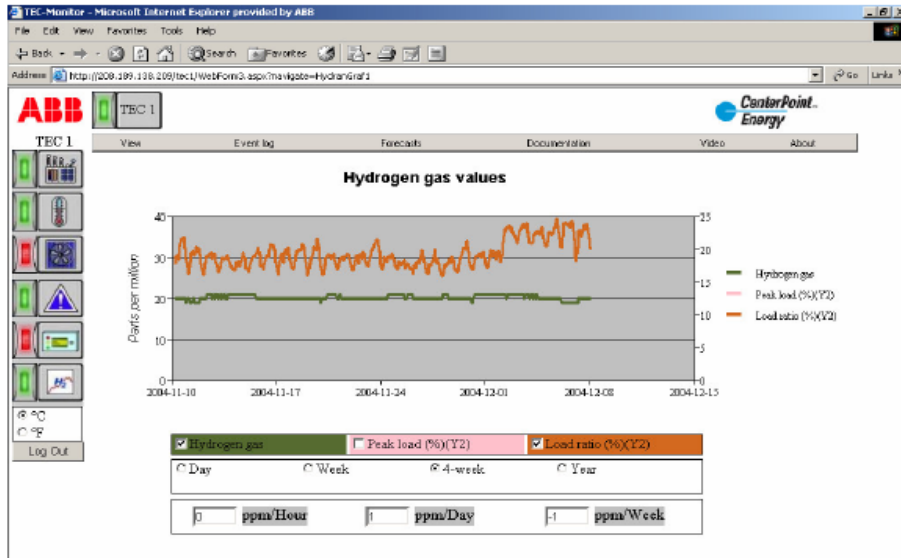 TEC-Monitor - Microsoft Internet Explorer provided by ABB
File Edit View Favorites Tools Help
Back Search Favorites
Address http://208.189.138.209/tec1/WebForm3.aspx?navigate=HydranGraf1 Go Links
ABB TEC 1 CenterPoint.
Energy
TEC 1 View Event log Forecasts Documentation Video About
Hydrogen gas values
40 25
30 20
20 15
10 10
0 5
0
Parts per million
2004-11-10 2004-11-17 2004-11-24 2004-12-01 2004-12-08 2004-12-15
Hydrogen gas
Peak load (%)(Y2)
Load ratio (%)(Y2)
H2
°C
°F
Log Out
Hydrogen gas Peak load (%)(Y2) Load ratio (%)(Y2)
Day Week 4-week Year
0 ppm/Hour 1 ppm/Day -1 ppm/Week